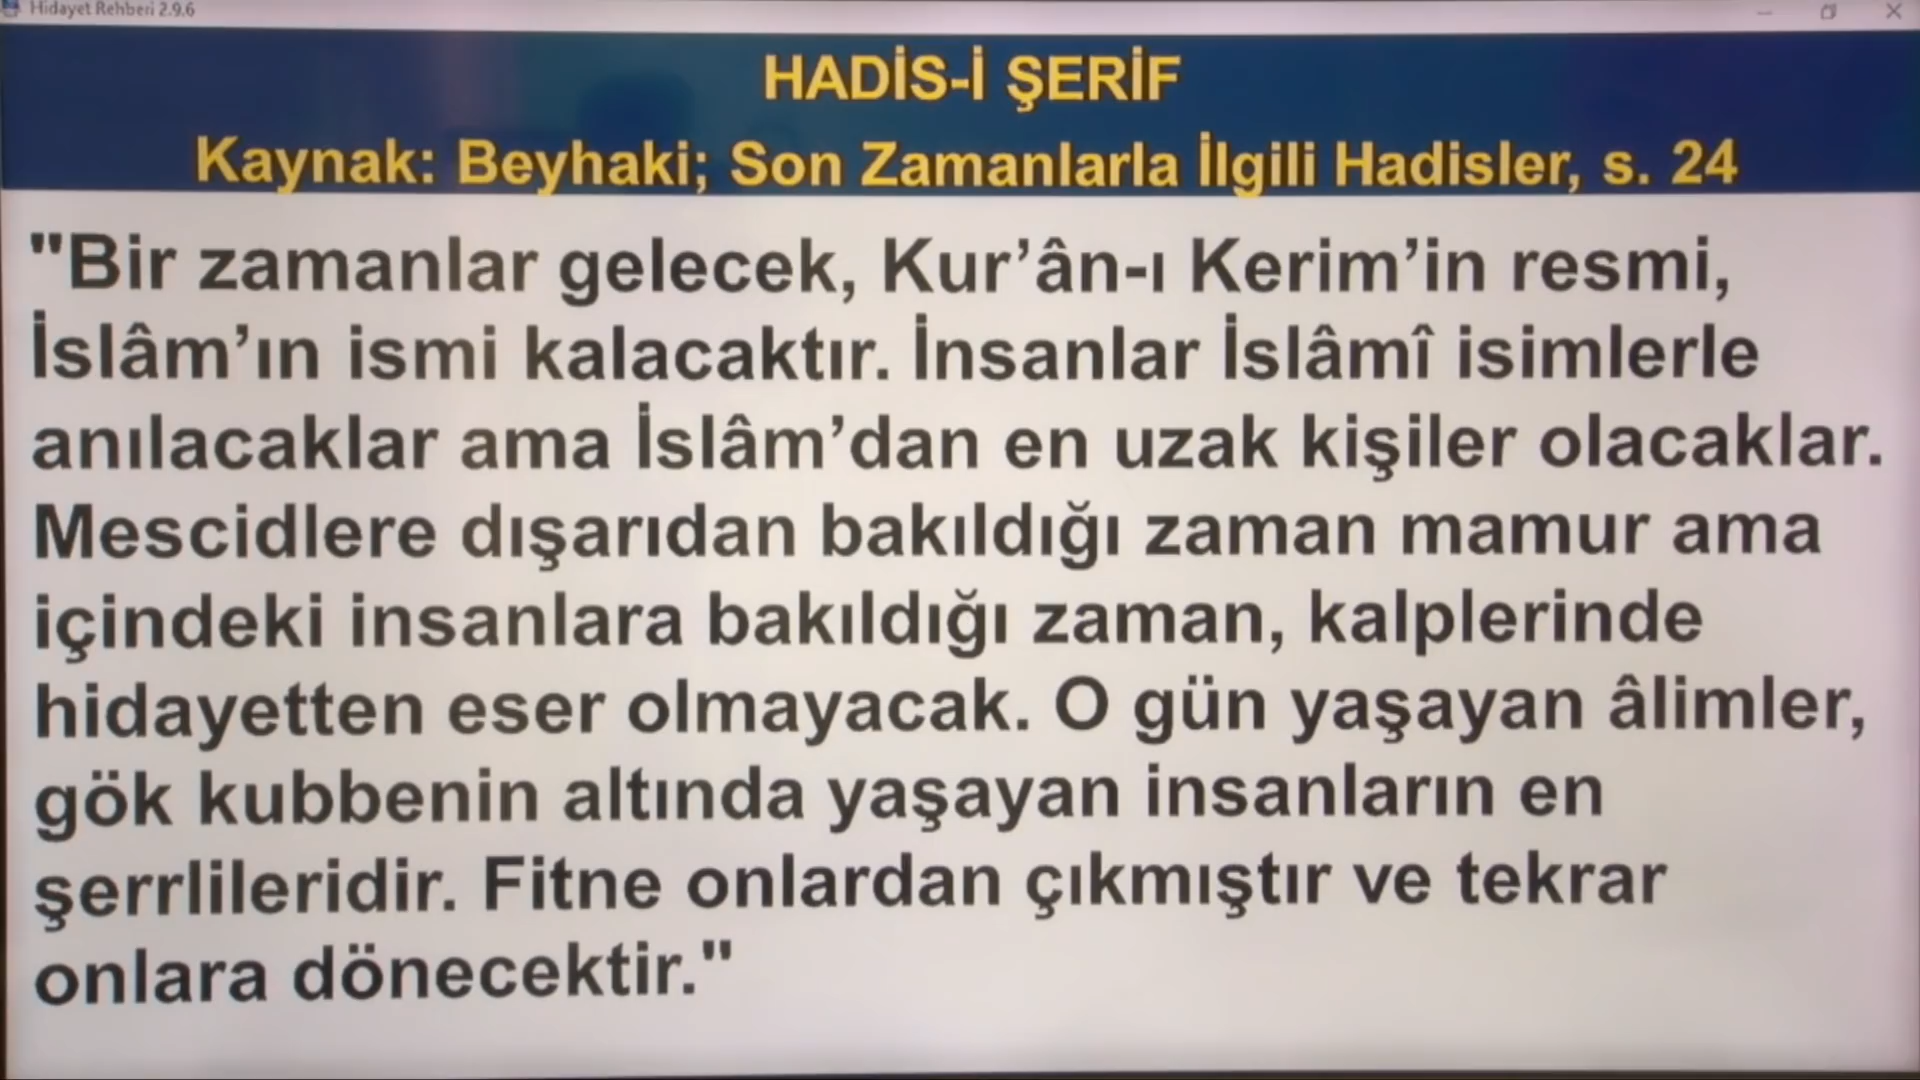 Hidayet Rehberi 2.9.6
HADİS-İ ŞERİF
Kaynak: Beyhaki; Son Zamanlarla İlgili Hadisler, s. 24
"Bir zamanlar gelecek, Kur’ân-ı Kerim’in resmi,
İslâm’ın ismi kalacaktır. İnsanlar İslâmî isimlerle
anılacaklar ama İslâm’dan en uzak kişiler olacaklar.
Mescidlere dışarıdan bakıldığı zaman mamur ama
içindeki insanlara bakıldığı zaman, kalplerinde
hidayetten eser olmayacak. O gün yaşayan âlimler,
gök kubbenin altında yaşayan insanların en
şerrlileridir. Fitne onlardan çıkmıştır ve tekrar
onlara dönecektir."